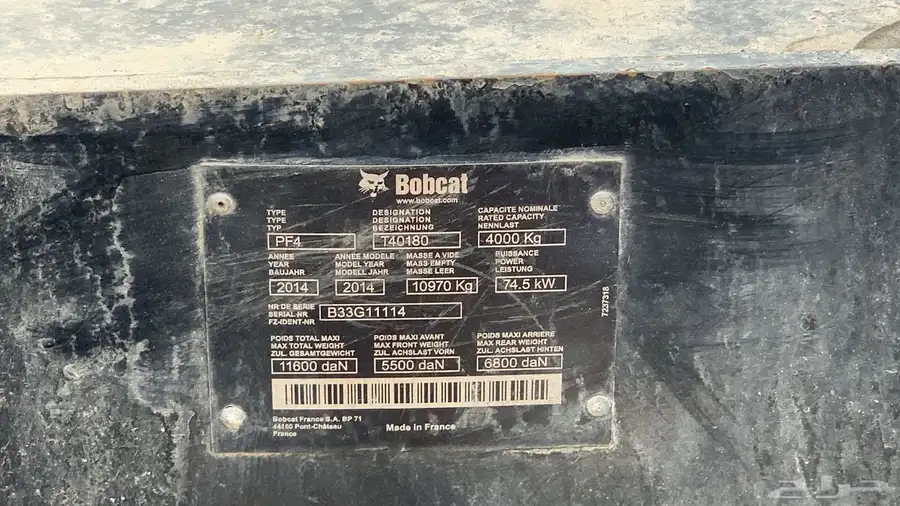 Bobcat
www.bobcat.com
TYPE DESIGNATION CAPACITE NOMINALE
TYPE DESIGNATION RATED CAPACITY
TYP BEZEICHNUNG NENNLAST
PF4 T40180 4000 Kg
ANNEE ANNEE MODELE MASSE A VIDE PUISSANCE
YEAR MODEL YEAR MASS EMPTY POWER
BAUJAHR MODELL JAHR MASSE LEER LEISTUNG
2014 2014 10970 Kg 74.5 kW
NR DE SERIE
SERIAL-NR
FZ-IDENT-NR
B33G11114
7237318
POIDS TOTAL MAXI POIDS MAXI AVANT POIDS MAXI ARRIERE
MAX TOTAL WEIGHT MAX FRONT WEIGHT MAX REAR WEIGHT
ZUL. GESAMTGEWICHT ZUL. ACHSLAST VORN ZUL. ACHSLAST HINTEN
11600 daN 5500 daN 6800 daN
Bobcat France S.A. BP 71
44160 Pont-Château
France
Made in France
حراج